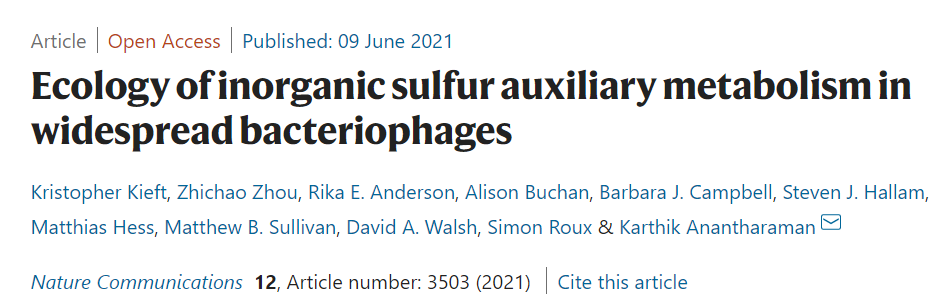 Article | Open Access | Published: 09 June 2021
Ecology of inorganic sulfur auxiliary metabolism in
widespread bacteriophages
Kristopher Kieft, Zhichao Zhou, Rika E. Anderson, Alison Buchan, Barbara J. Campbell, Steven J. Hallam,
Matthias Hess, Matthew B. Sullivan, David A. Walsh, Simon Roux & Karthik Anantharaman
Nature Communications 12, Article number: 3503 (2021) | Cite this article